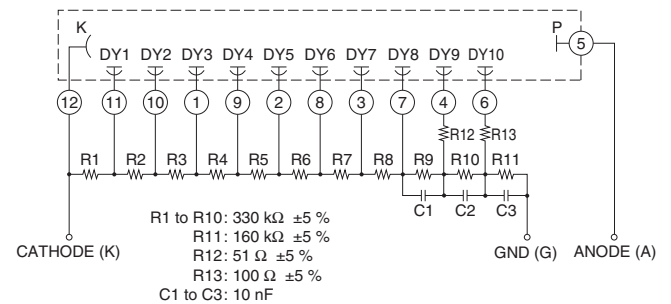 K
P
5
DY1 DY2 DY3 DY4 DY5 DY6 DY7 DY8 DY9 DY10
12 11 10 1 9 2 8 3 7 4 6
R12 R13
R1 R2 R3 R4 R5 R6 R7 R8 R9 R10 R11
C1 C2 C3
R1 to R10: 330 kΩ ±5 %
R11: 160 kΩ ±5 %
R12: 51 Ω ±5 %
R13: 100 Ω ±5 %
C1 to C3: 10 nF
CATHODE (K) GND (G) ANODE (A)